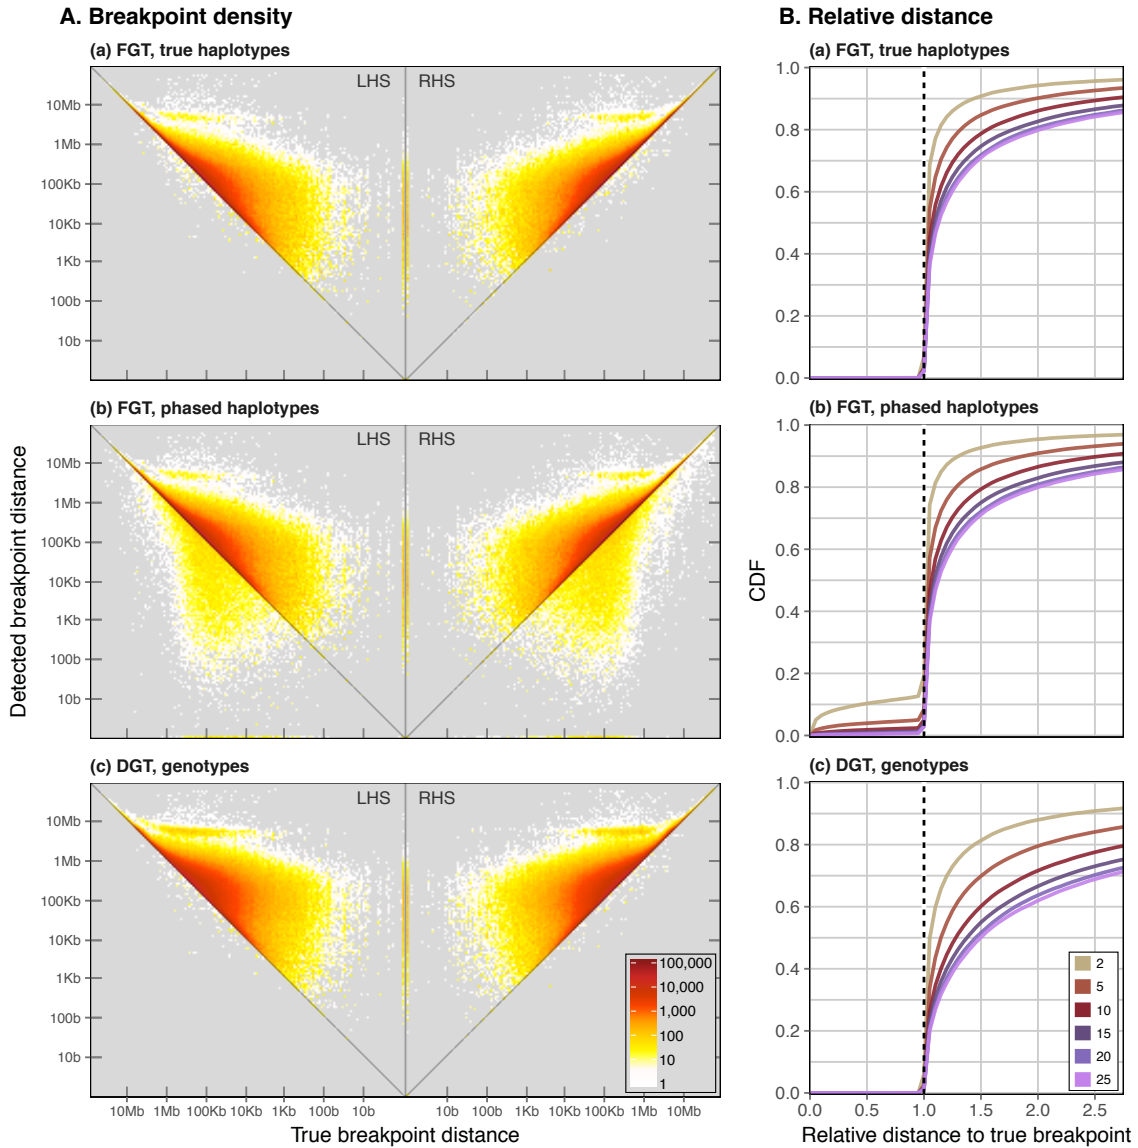 A. Breakpoint density
B. Relative distance
(a) FGT, true haplotypes
(a) FGT, true haplotypes
LHS RHS
10Mb
1Mb
100Kb
10Kb
1Kb
100b
10b
1.0
0.8
0.6
0.4
0.2
0.0
(b) FGT, phased haplotypes
(b) FGT, phased haplotypes
LHS RHS
10Mb
1Mb
100Kb
10Kb
1Kb
100b
10b
1.0
0.8
0.6
0.4
0.2
0.0
Detected breakpoint distance
CDF
(c) DGT, genotypes
(c) DGT, genotypes
LHS RHS
10Mb
1Mb
100Kb
10Kb
1Kb
100b
10b
100,000
10,000
1,000
100
10
1
1.0
0.8
0.6
0.4
0.2
0.0
2
5
10
15
20
25
10Mb 1Mb 100Kb 10Kb 1Kb 100b 10b 10b 100b 1Kb 10Kb 100Kb 1Mb 10Mb
0.0 0.5 1.0 1.5 2.0 2.5
True breakpoint distance
Relative distance to true breakpoint